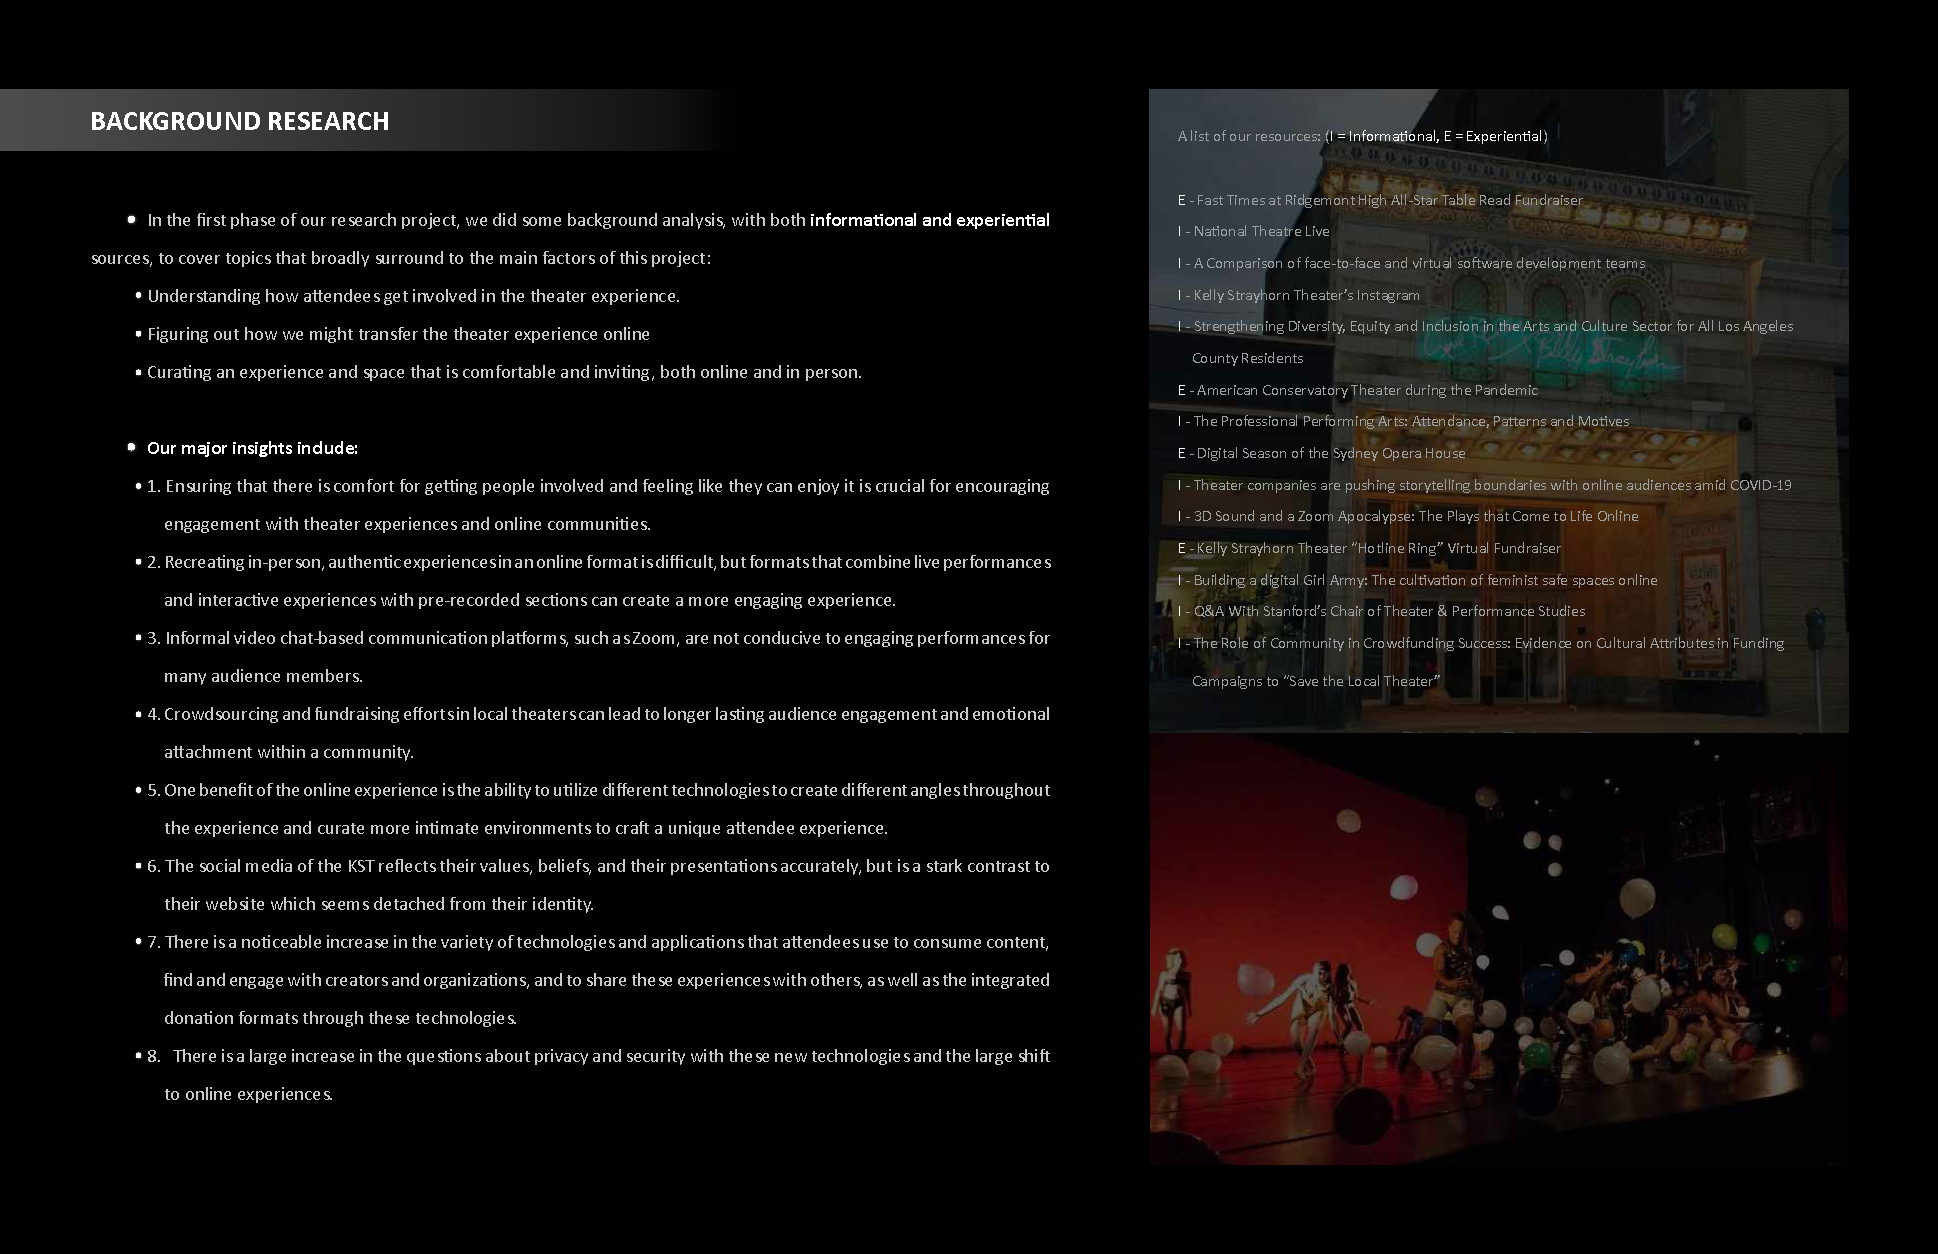 BACKGROUND RESEARCH
• In the first phase of our research project, we did some background analysis, with both informational and experiential
sources, to cover topics that broadly surround to the main factors of this project:
• Understanding how attendees get involved in the theater experience.
• Figuring out how we might transfer the theater experience online
• Curating an experience and space that is comfortable and inviting, both online and in person.
• Our major insights include:
• 1. Ensuring that there is comfort for getting people involved and feeling like they can enjoy it is crucial for encouraging
engagement with theater experiences and online communities.
• 2. Recreating in-person, authentic experiences in an online format is difficult, but formats that combine live performances
and interactive experiences with pre-recorded sections can create a more engaging experience.
• 3. Informal video chat-based communication platforms, such as Zoom, are not conducive to engaging performances for
many audience members.
• 4. Crowdsourcing and fundraising efforts in local theaters can lead to longer lasting audience engagement and emotional
attachment within a community.
• 5. One benefit of the online experience is the ability to utilize different technologies to create different angles throughout
the experience and curate more intimate environments to craft a unique attendee experience.
• 6. The social media of the KST reflects their values, beliefs, and their presentations accurately, but is a stark contrast to
their website which seems detached from their identity.
• 7. There is a noticeable increase in the variety of technologies and applications that attendees use to consume content,
find and engage with creators and organizations, and to share these experiences with others, as well as the integrated
donation formats through these technologies.
• 8. There is a large increase in the questions about privacy and security with these new technologies and the large shift
to online experiences.
A list of our resources: (I = Informational, E = Experiential)
E - Fast Times at Ridgemont High All-Star Table Read Fundraiser
I - National Theatre Live
I - A Comparison of face-to-face and virtual software development teams
I - Kelly Strayhorn Theater's Instagram
I - Strengthening Diversity, Equity and Inclusion in the Arts and Culture Sector for All Los Angeles
County Residents
E - American Conservatory Theater during the Pandemic
I - The Professional Performing Arts: Attendance, Patterns and Motives
E - Digital Season of the Sydney Opera House
I - Theater companies are pushing storytelling boundaries with online audiences amid COVID-19
I - 3D Sound and a Zoom Apocalypse: The Plays that Come to Life Online
E - Kelly Strayhorn Theater “Hotline Ring” Virtual Fundraiser
I - Building a digital Girl Army: The cultivation of feminist safe spaces online
I - Q&A With Stanford's Chair of Theater & Performance Studies
I - The Role of Community in Crowdfunding Success: Evidence on Cultural Attributes in Funding
Campaigns to “Save the Local Theater”